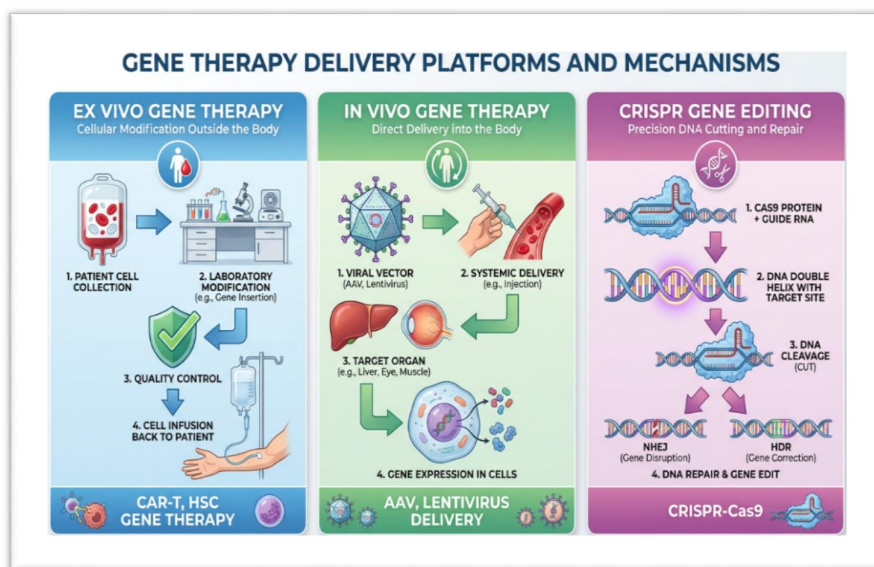 GENE THERAPY DELIVERY PLATFORMS AND MECHANISMS
EX VIVO GENE THERAPY
Cellular Modification Outside the Body
1. PATIENT CELL
COLLECTION
2. LABORATORY
MODIFICATION
(e.g., Gene Insertion)
3. QUALITY CONTROL
4. CELL INFUSION
BACK TO PATIENT
CAR-T, HSC
GENE THERAPY
IN VIVO GENE THERAPY
Direct Delivery into the Body
1. VIRAL VECTOR
(AAV, Lentivirus)
2. SYSTEMIC DELIVERY
(e.g., Injection)
3. TARGET ORGAN
(e.g., Liver, Eye, Muscle)
4. GENE EXPRESSION IN CELLS
AAV, LENTIVIRUS
DELIVERY
CRISPR GENE EDITING
Precision DNA Cutting and Repair
1. CAS9 PROTEIN
+ GUIDE RNA
2. DNA DOUBLE
HELIX WITH
TARGET SITE
3. DNA
CLEAVAGE
(CUT)
NHEJ
(Gene Disruption)
HDR
(Gene Correction)
4. DNA REPAIR & GENE EDIT
CRISPR-Cas9